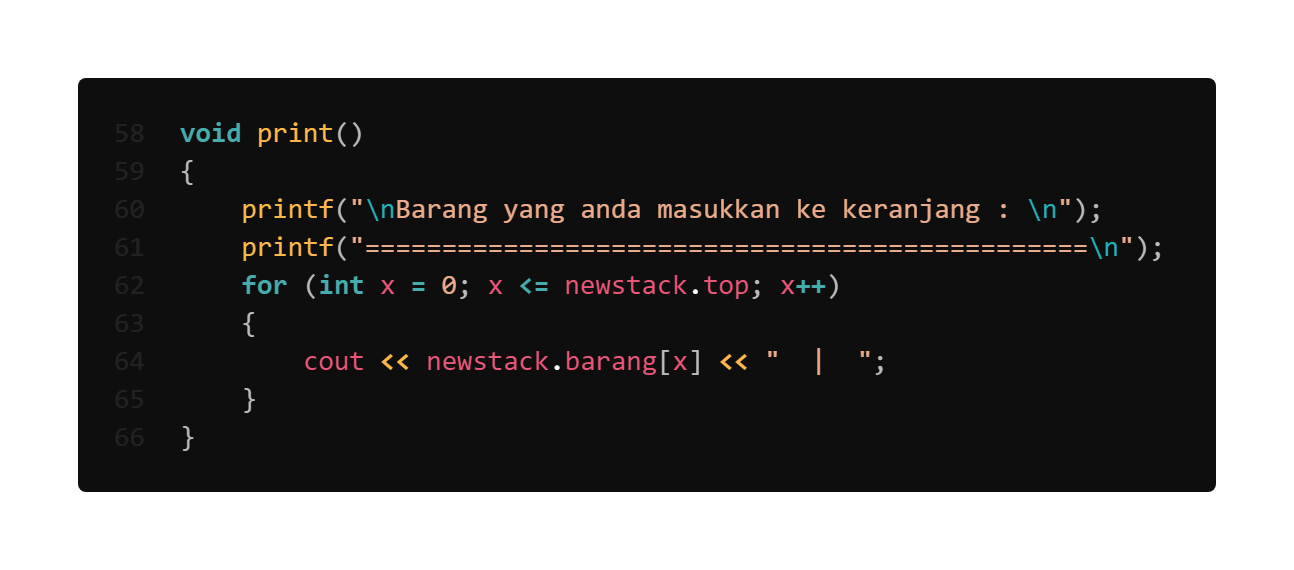 58 void print()
59 {
60     printf("\nBarang yang anda masukkan ke keranjang : \n");
61     printf("===============================================\n");
62     for (int x = 0; x <= newstack.top; x++)
63     {
64         cout << newstack.barang[x] << "  |  ";
65     }
66 }